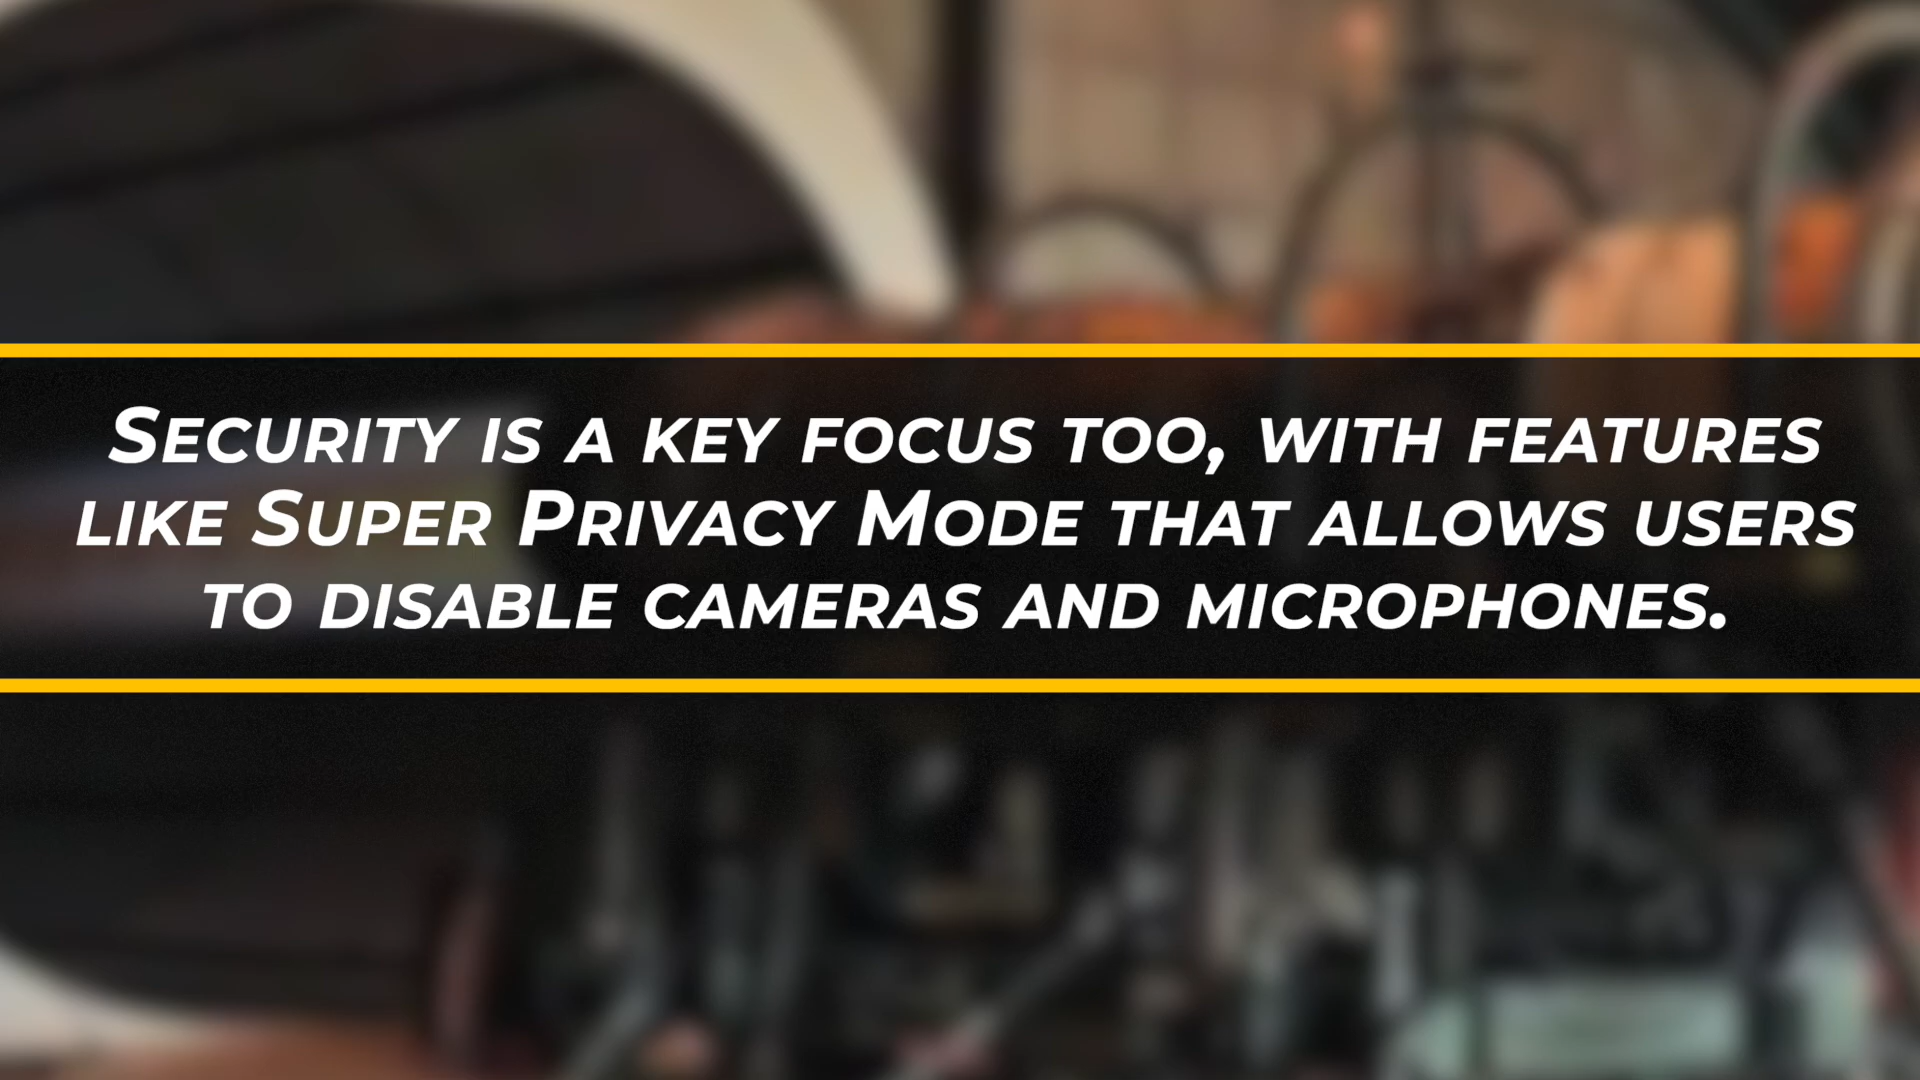 Security is a key focus too, with features
like Super Privacy Mode that allows users
to disable cameras and microphones.